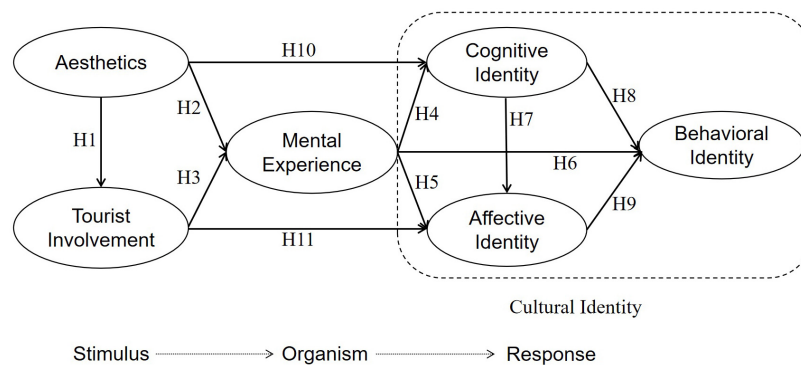 Aesthetics
H10
Cognitive
Identity
H2
H4
H8
H1
H7
Mental
Experience
Behavioral
Identity
H6
H3
H5
H9
Tourist
Involvement
Affective
Identity
H11
Cultural Identity
Stimulus Organism Response